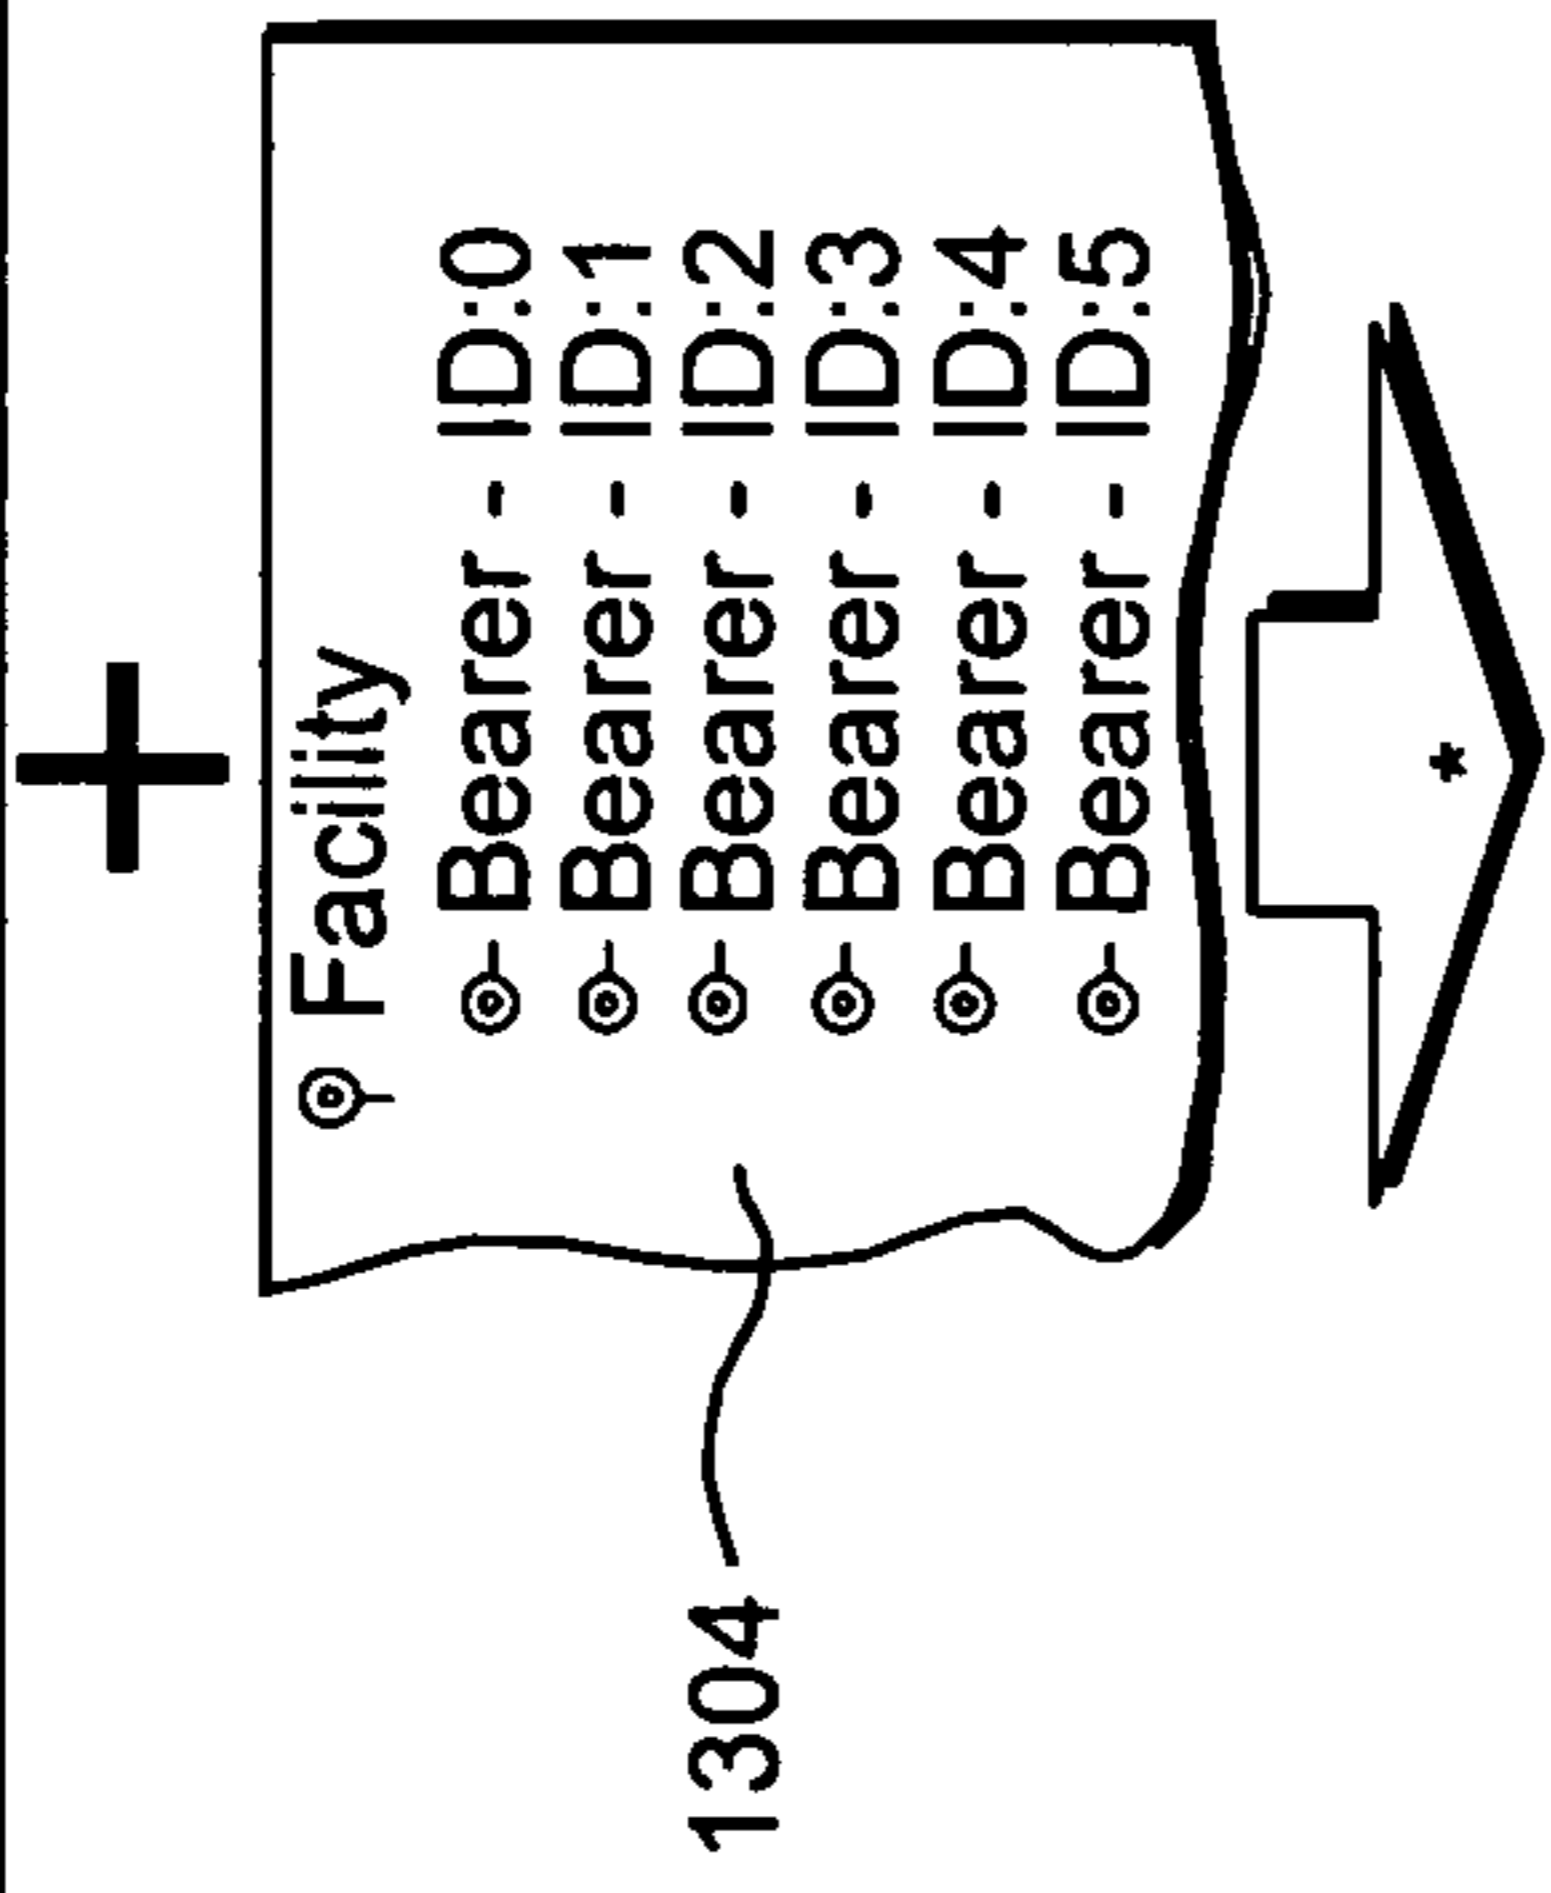 +
Facility
Bearer - ID:0
Bearer - ID:1
Bearer - ID:2
Bearer - ID:3
Bearer - ID:4
Bearer - ID:5
1304
*